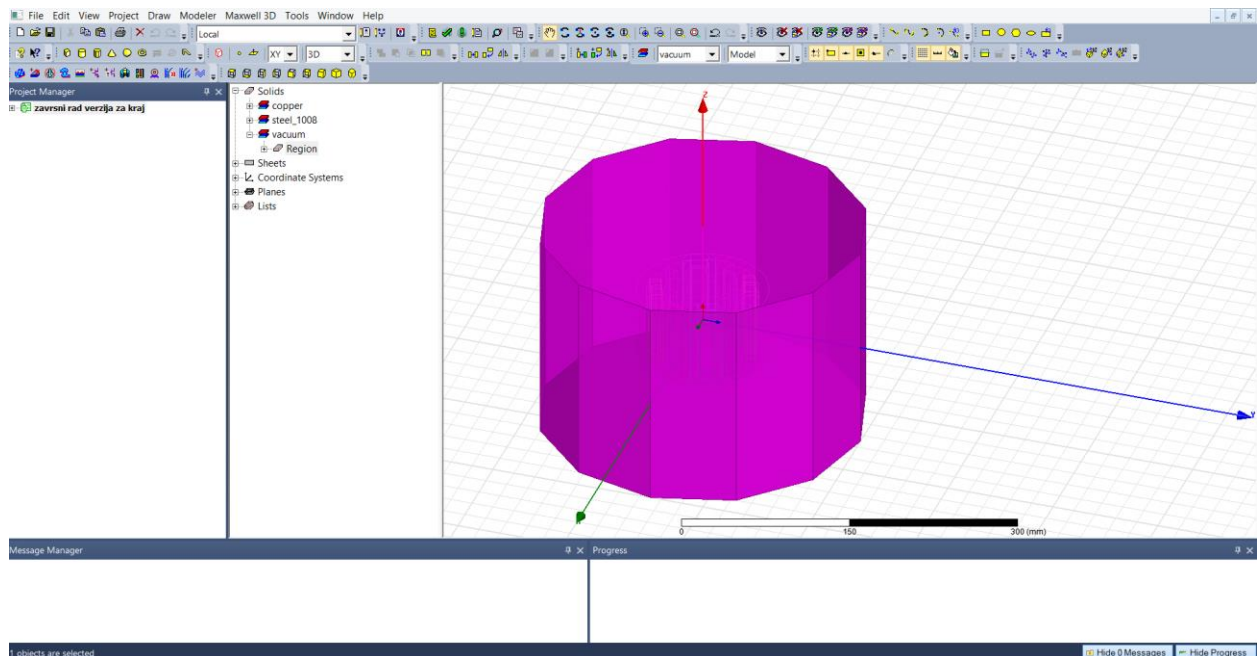 File Edit View Project Draw Modeler Maxwell 3D Tools Window Help
Local
XY 3D vacuum Model
Project Manager
zavrsni rad verzija za kraj
Solids
copper
steel_1008
vacuum
Region
Sheets
Coordinate Systems
Planes
Lists
Z
Y
0 150 300 (mm)
Message Manager
Progress
1 objects are selected
Hide 0 Messages Hide Progress